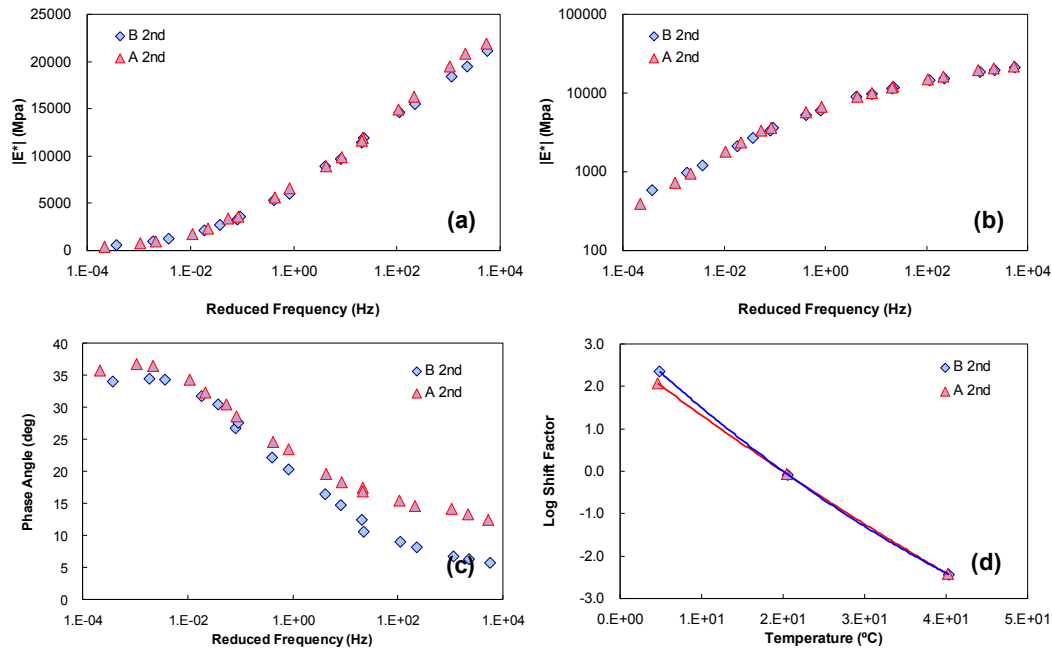 25000
20000
15000
10000
5000
0
|E*| (Mpa)
B 2nd
A 2nd
(a)
1.E-04 1.E-02 1.E+00 1.E+02 1.E+04
Reduced Frequency (Hz)
100000
10000
1000
100
|E*| (Mpa)
B 2nd
A 2nd
(b)
1.E-04 1.E-02 1.E+00 1.E+02 1.E+04
Reduced Frequency (Hz)
40
35
30
25
20
15
10
5
0
Phase Angle (deg)
B 2nd
A 2nd
(c)
1.E-04 1.E-02 1.E+00 1.E+02 1.E+04
Reduced Frequency (Hz)
3.0
2.0
1.0
0.0
-1.0
-2.0
-3.0
Log Shift Factor
B 2nd
A 2nd
(d)
0.E+00 1.E+01 2.E+01 3.E+01 4.E+01 5.E+01
Temperature (ºC)